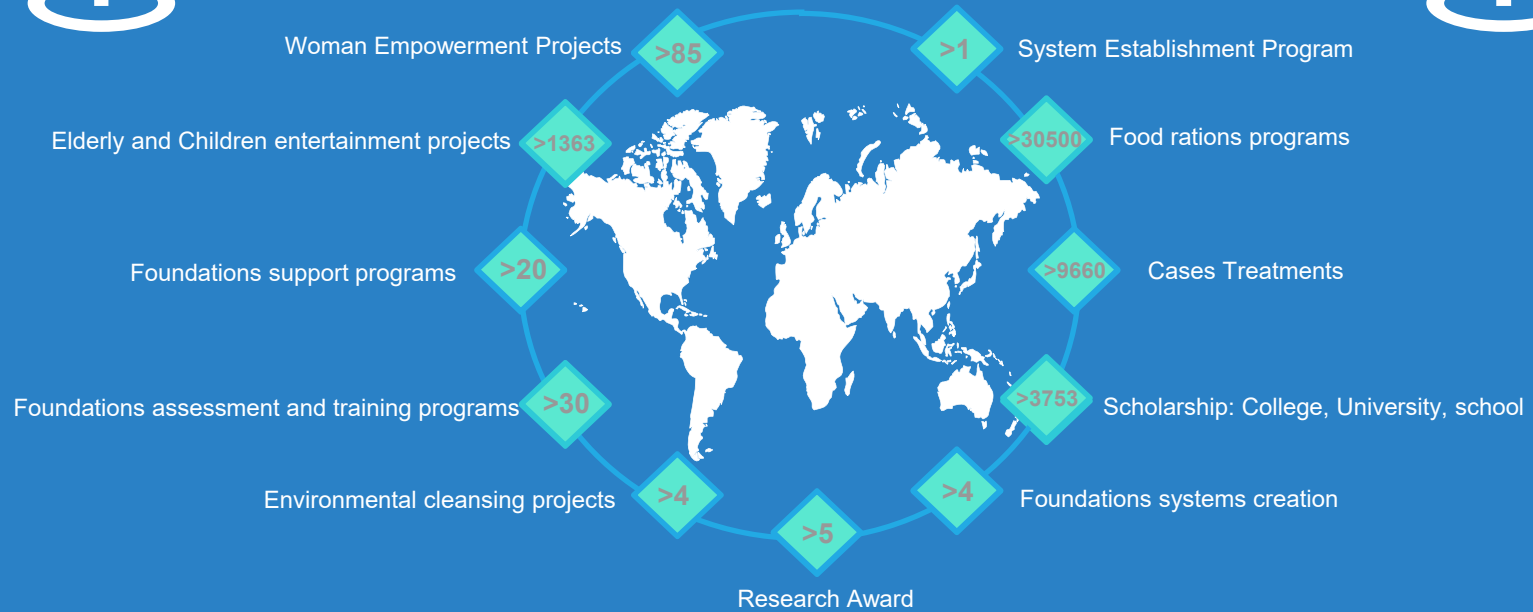 Woman Empowerment Projects
>85
>1
System Establishment Program
Elderly and Children entertainment projects
>1363
>30500
Food rations programs
Foundations support programs
>20
>9660
Cases Treatments
Foundations assessment and training programs
>30
>3753
Scholarship: College, University, school
Environmental cleansing projects
>4
>4
Foundations systems creation
>5
Research Award